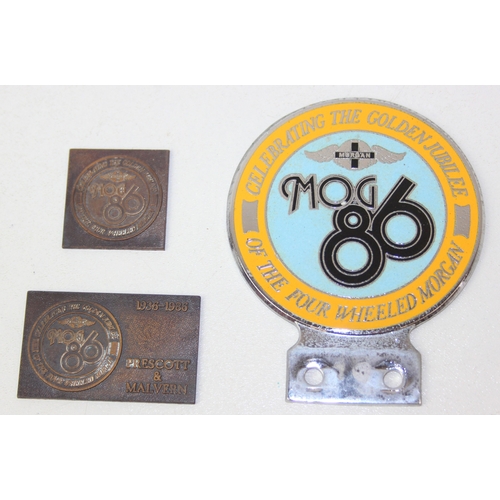 CELEBRATING THE GOLDEN JUBILEE
MORGAN
MOG
86
OF THE FOUR WHEELED MORGAN
MOG
86
1936-1986
MOG
86
PRESCOTT
&
MALVERN